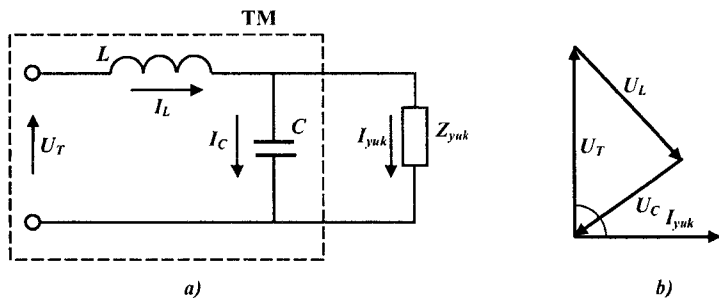 TM
L
I_L
U_T
I_C
C
I_yuk
Z_yuk
a)
U_L
U_T
U_C
I_yuk
b)